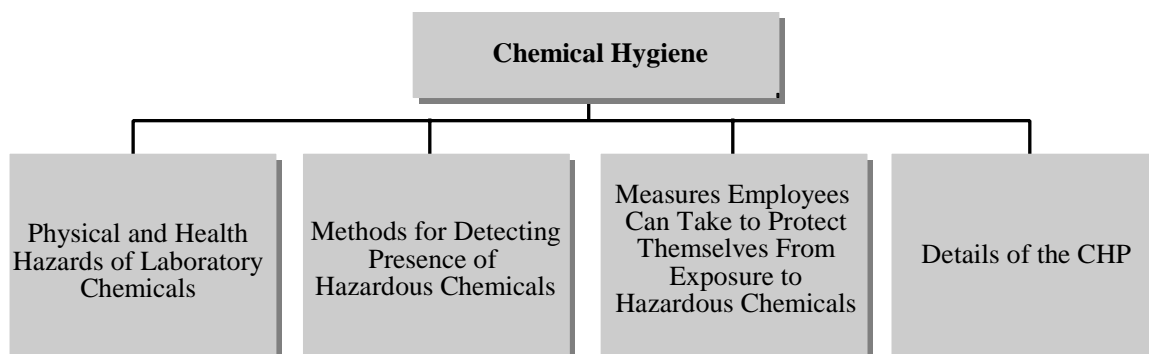 Chemical Hygiene
Physical and Health
Hazards of Laboratory
Chemicals
Methods for Detecting
Presence of
Hazardous Chemicals
Measures Employees
Can Take to Protect
Themselves From
Exposure to
Hazardous Chemicals
Details of the CHP